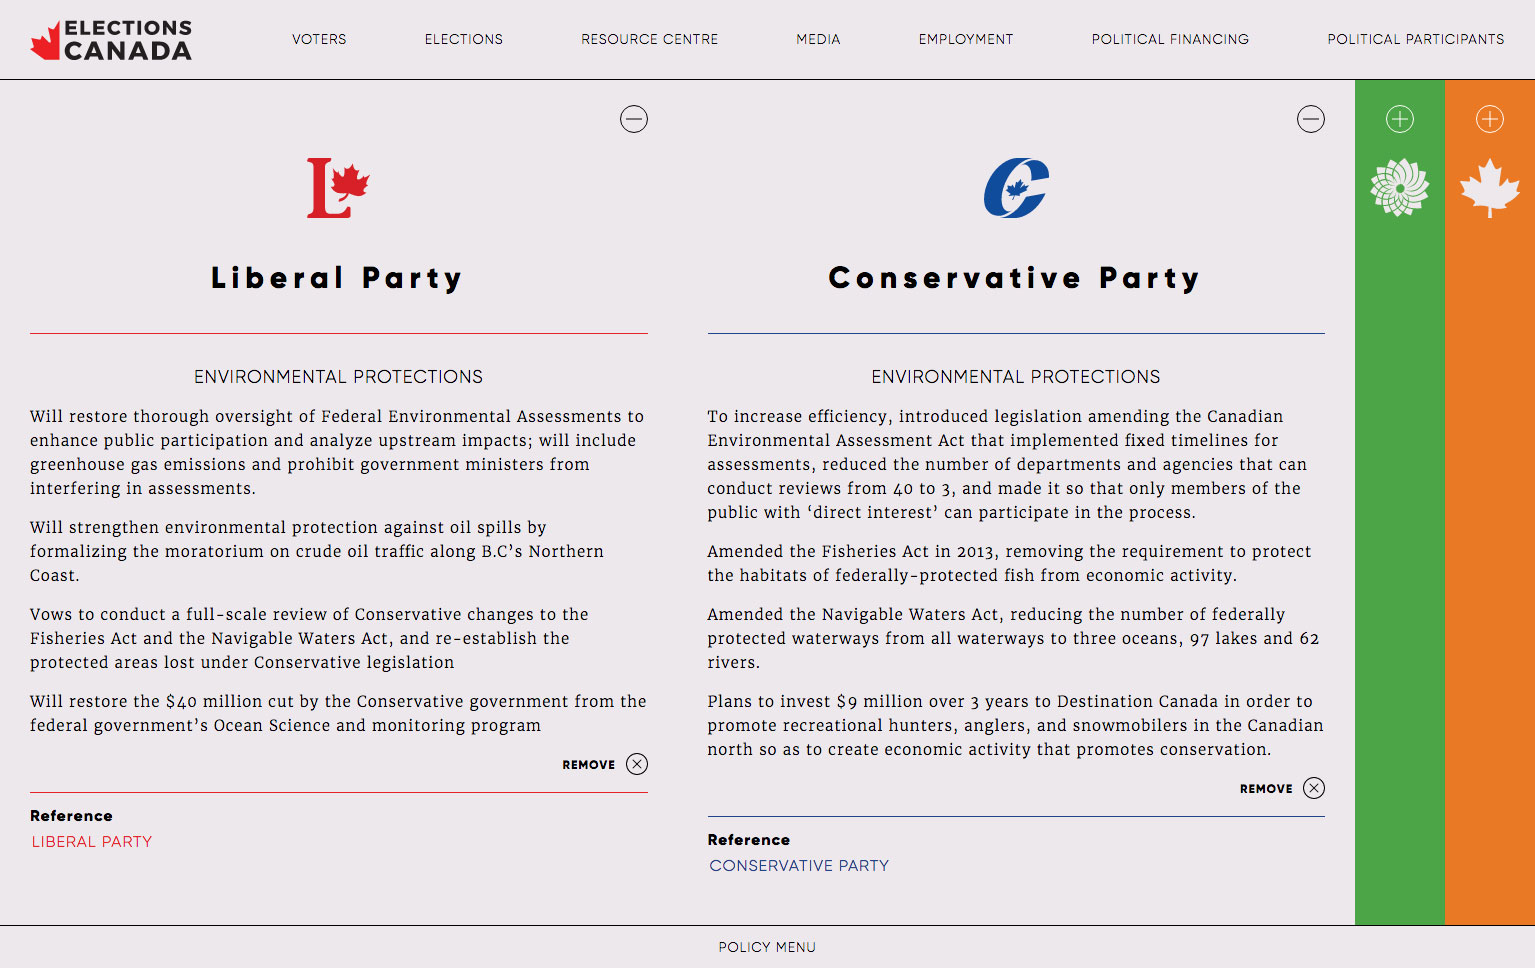 ELECTIONS
CANADA
VOTERS
ELECTIONS
RESOURCE CENTRE
MEDIA
EMPLOYMENT
POLITICAL FINANCING
POLITICAL PARTICIPANTS
Liberal Party
ENVIRONMENTAL PROTECTIONS
Will restore thorough oversight of Federal Environmental Assessments to
enhance public participation and analyze upstream impacts; will include
greenhouse gas emissions and prohibit government ministers from
interfering in assessments.
Will strengthen environmental protection against oil spills by
formalizing the moratorium on crude oil traffic along B.C’s Northern
Coast.
Vows to conduct a full-scale review of Conservative changes to the
Fisheries Act and the Navigable Waters Act, and re-establish the
protected areas lost under Conservative legislation
Will restore the $40 million cut by the Conservative government from the
federal government’s Ocean Science and monitoring program
REMOVE
Reference
LIBERAL PARTY
Conservative Party
ENVIRONMENTAL PROTECTIONS
To increase efficiency, introduced legislation amending the Canadian
Environmental Assessment Act that implemented fixed timelines for
assessments, reduced the number of departments and agencies that can
conduct reviews from 40 to 3, and made it so that only members of the
public with ‘direct interest’ can participate in the process.
Amended the Fisheries Act in 2013, removing the requirement to protect
the habitats of federally-protected fish from economic activity.
Amended the Navigable Waters Act, reducing the number of federally
protected waterways from all waterways to three oceans, 97 lakes and 62
rivers.
Plans to invest $9 million over 3 years to Destination Canada in order to
promote recreational hunters, anglers, and snowmobilers in the Canadian
north so as to create economic activity that promotes conservation.
REMOVE
Reference
CONSERVATIVE PARTY
POLICY MENU